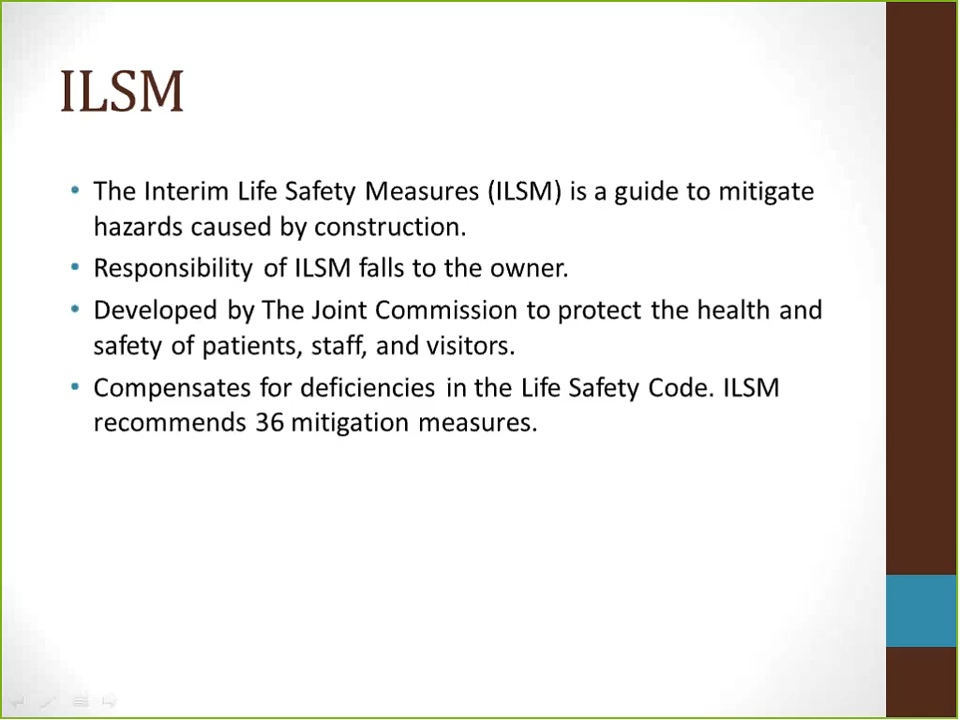 ILSM
• The Interim Life Safety Measures (ILSM) is a guide to mitigate
hazards caused by construction.
• Responsibility of ILSM falls to the owner.
• Developed by The Joint Commission to protect the health and
safety of patients, staff, and visitors.
• Compensates for deficiencies in the Life Safety Code. ILSM
recommends 36 mitigation measures.